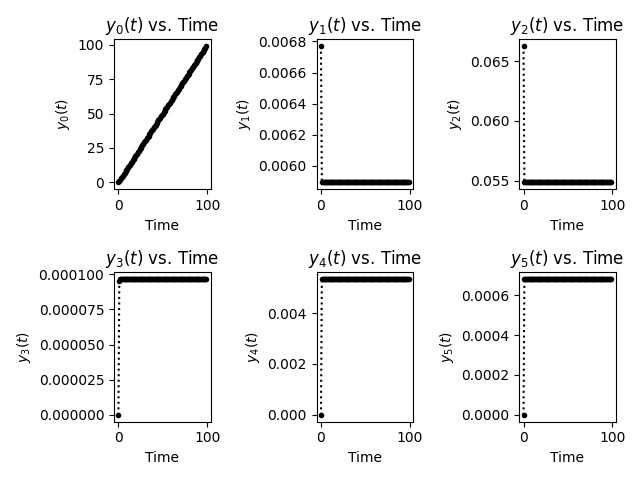 y₀(t) vs. Time
y₁(t) vs. Time
y₂(t) vs. Time
100
75
50
25
0
y₀(t)
0 100
Time
0.0068
0.0066
0.0064
0.0062
0.0060
y₁(t)
0 100
Time
0.065
0.060
0.055
y₂(t)
0 100
Time
y₃(t) vs. Time
y₄(t) vs. Time
y₅(t) vs. Time
0.000100
0.000075
0.000050
0.000025
0.000000
y₃(t)
0 100
Time
0.004
0.002
0.000
y₄(t)
0 100
Time
0.0006
0.0004
0.0002
0.0000
y₅(t)
0 100
Time